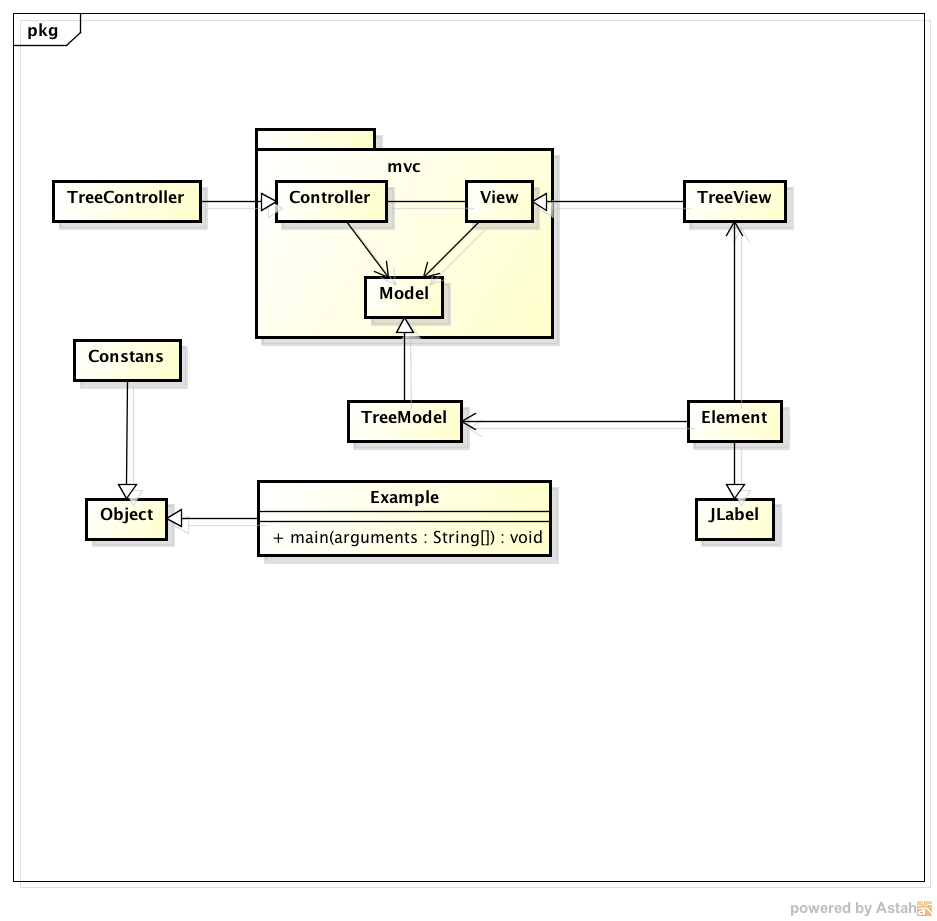 pkg
mvc
TreeController
Controller
View
TreeView
Model
Constans
TreeModel
Element
Object
Example
+ main(arguments : String[]) : void
JLabel
powered by Astah